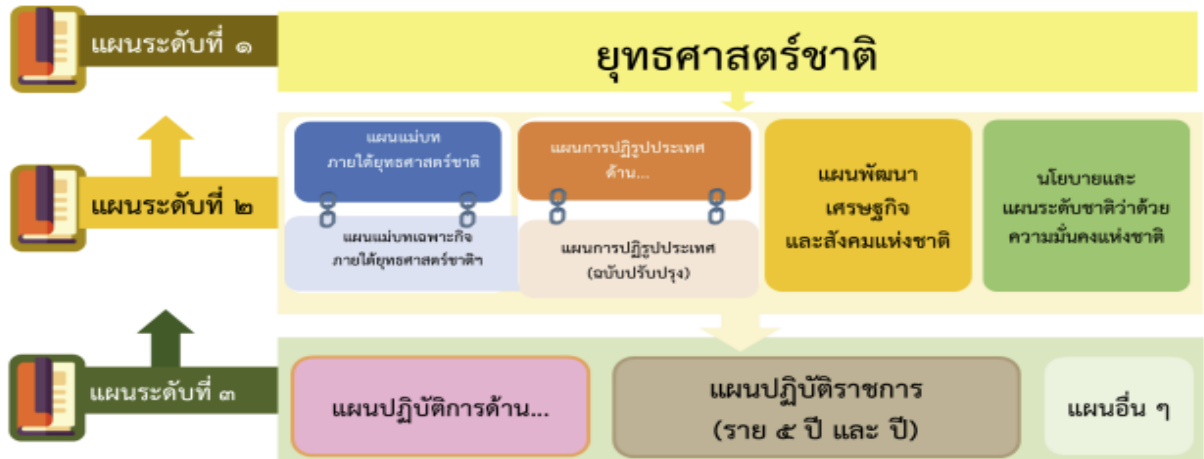 แผนระดับที่ ๑
ยุทธศาสตร์ชาติ
แผนระดับที่ ๒
แผนแม่บท
ภายใต้ยุทธศาสตร์ชาติ
แผนแม่บทเฉพาะกิจ
ภายใต้ยุทธศาสตร์ชาติฯ
แผนการปฏิรูปประเทศ
ด้าน...
แผนการปฏิรูปประเทศ
(ฉบับปรับปรุง)
แผนพัฒนา
เศรษฐกิจ
และสังคมแห่งชาติ
นโยบายและ
แผนระดับชาติว่าด้วย
ความมั่นคงแห่งชาติ
แผนระดับที่ ๓
แผนปฏิบัติการด้าน...
แผนปฏิบัติราชการ
(ราย ๕ ปี และ ปี)
แผนอื่น ๆ